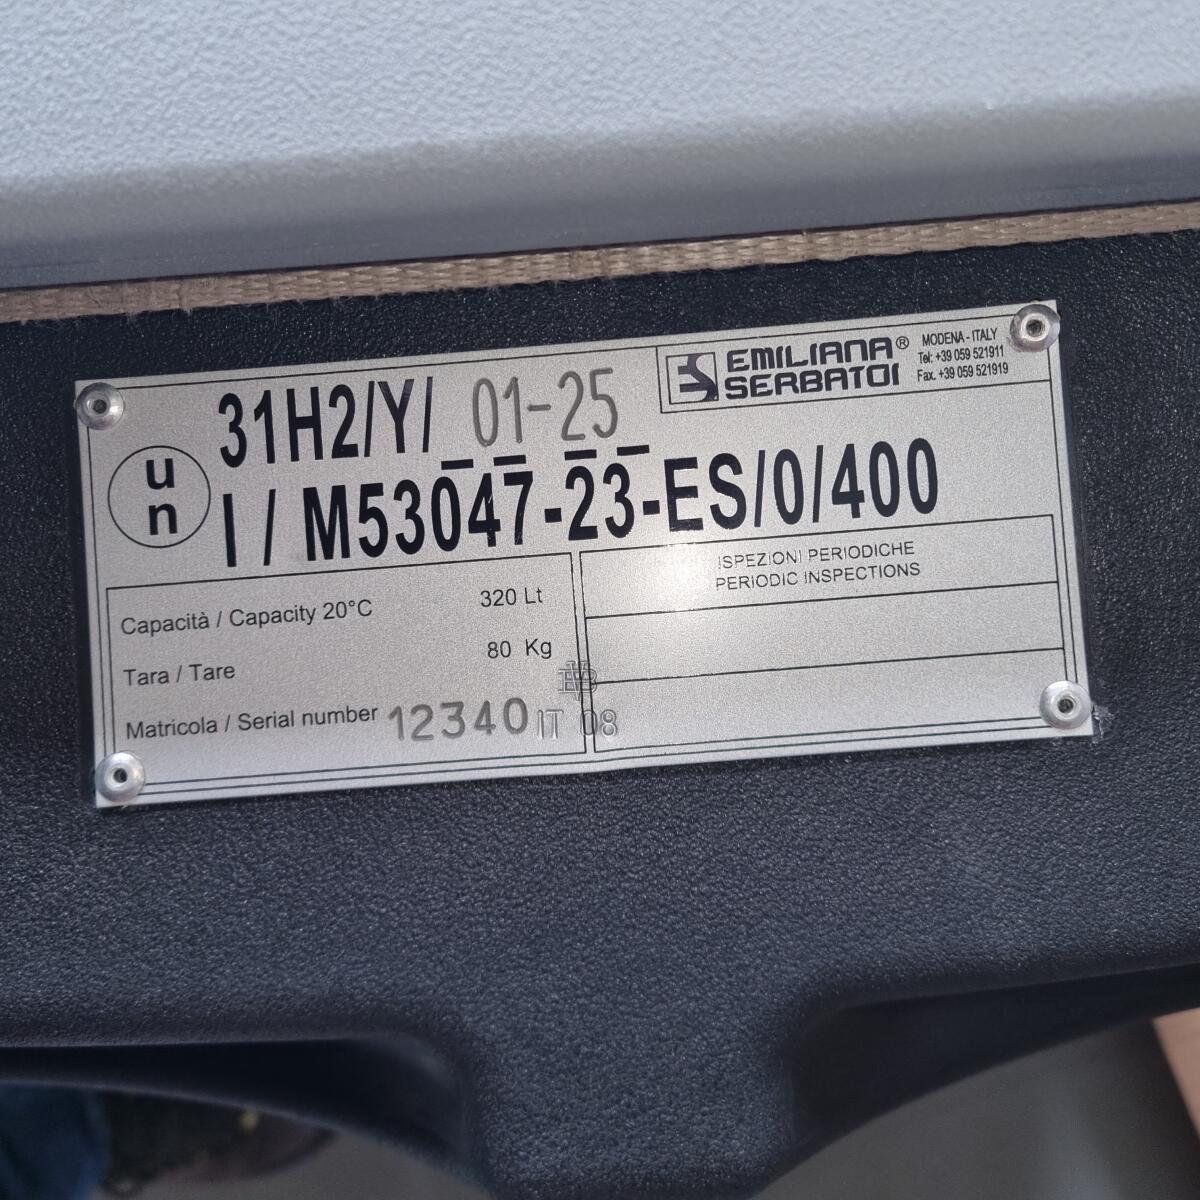 un
31H2/Y/ 01-25
I / M53047-23-ES/0/400
EMILIANA®
SERBATOI
MODENA - ITALY
Tel: +39 059 521911
Fax. +39 059 521919
Capacità / Capacity 20°C 320 Lt
Tara / Tare 80 Kg
Matricola / Serial number 12340 IT 08
ISPEZIONI PERIODICHE
PERIODIC INSPECTIONS